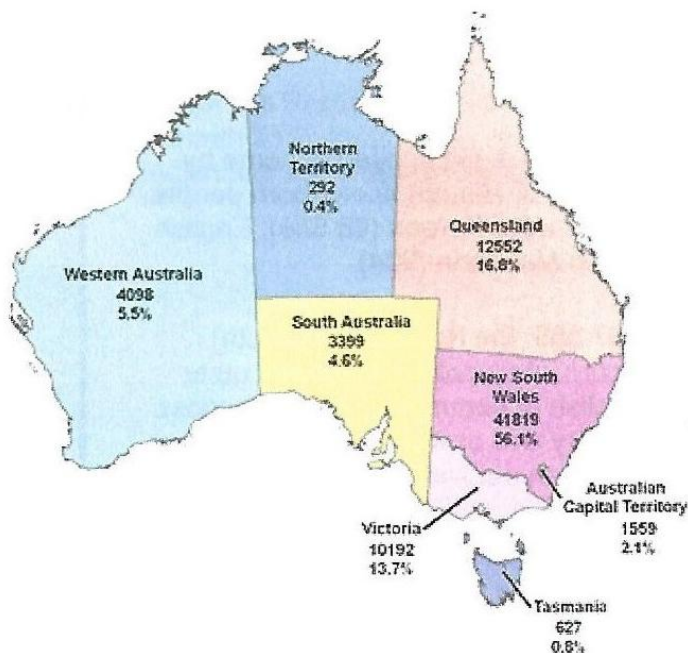 Northern
Territory
292
0.4%
Queensland
12552
16.8%
Western Australia
4098
5.5%
South Australia
3399
4.6%
New South
Wales
41819
56.1%
Australian
Capital Territory
1559
2.1%
Victoria
10192
13.7%
Tasmania
627
0.8%